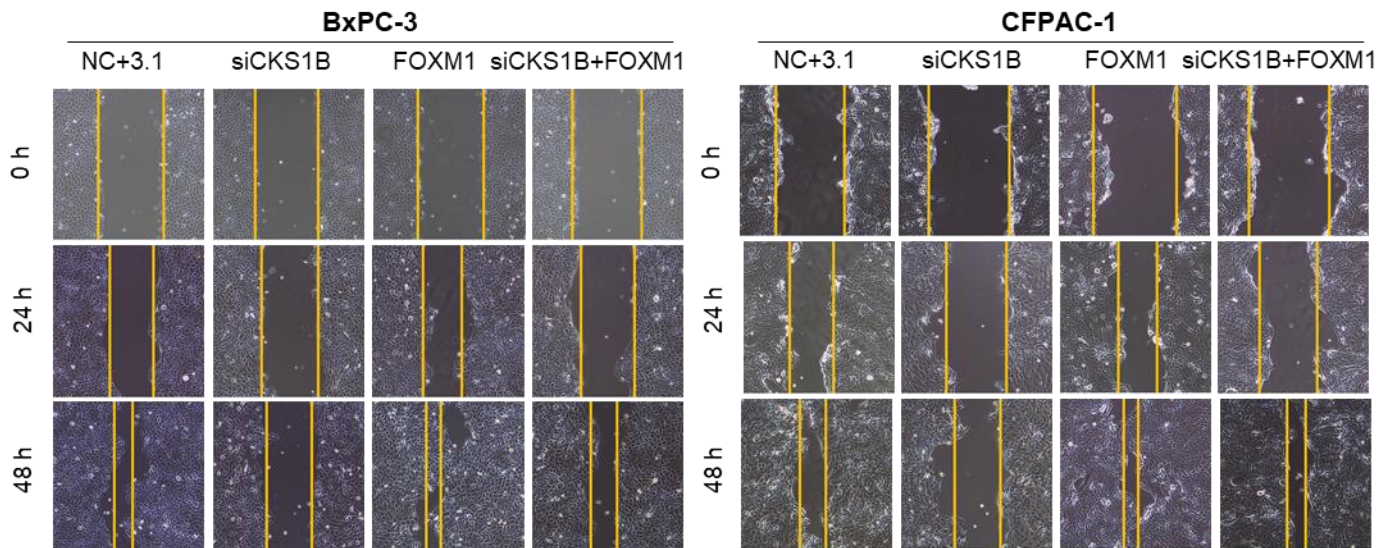 BxPC-3 CFPAC-1
NC+3.1 siCKS1B FOXM1 siCKS1B+FOXM1 NC+3.1 siCKS1B FOXM1 siCKS1B+FOXM1
0 h 0 h
24 h 24 h
48 h 48 h